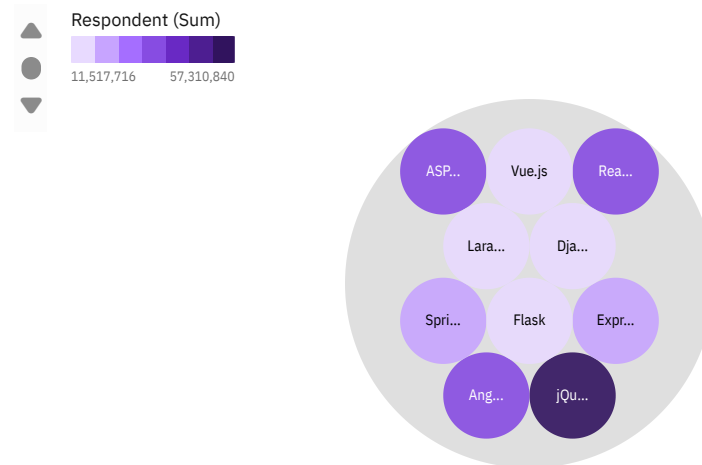 Respondent (Sum)
11,517,716 57,310,840
ASP... Vue.js Rea...
Lara... Dja...
Spri... Flask Expr...
Ang... jQu...